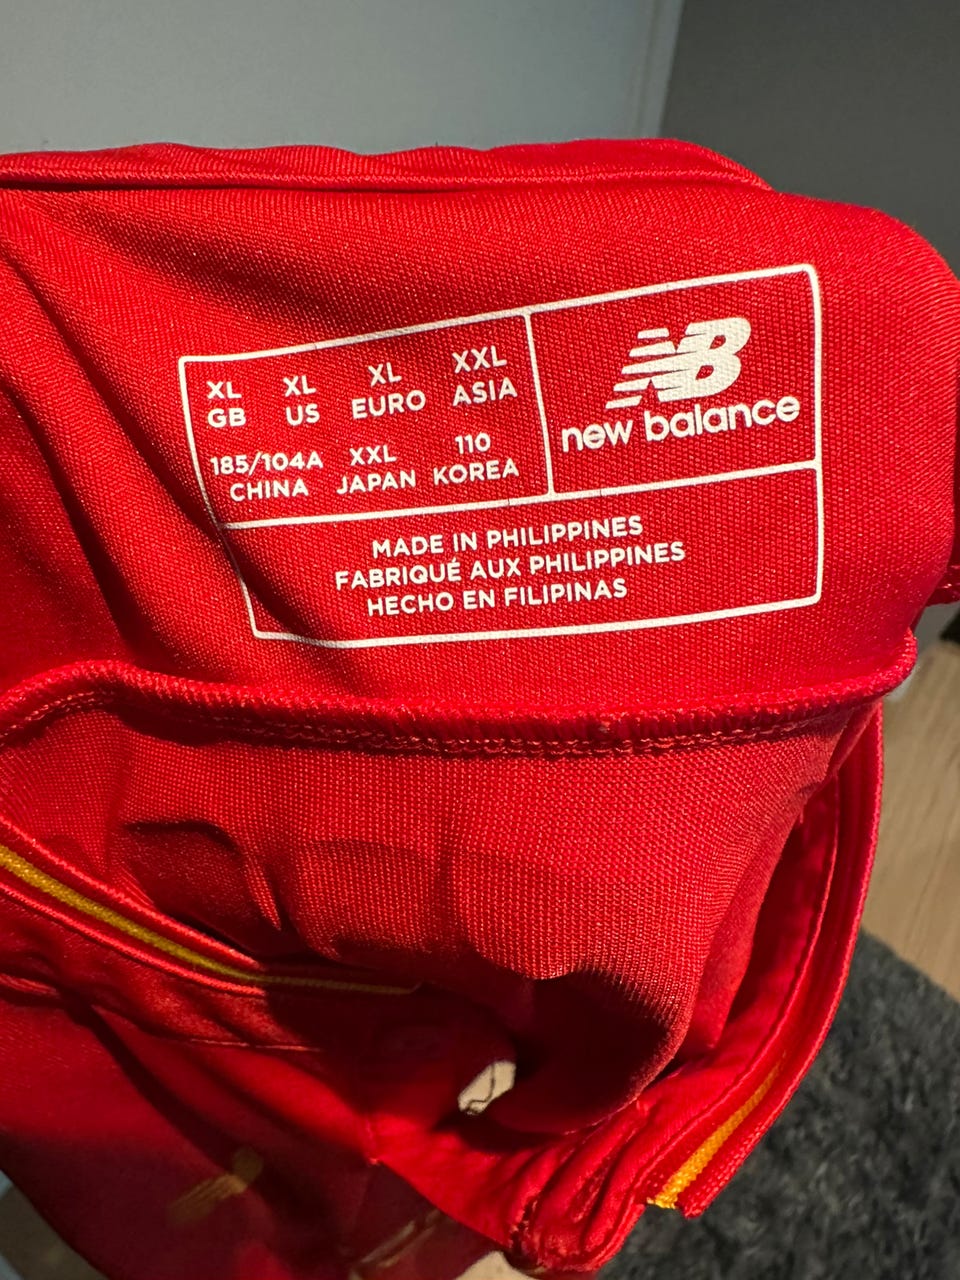 XL XL XL XXL
GB US EURO ASIA
185/104A XXL 110
CHINA JAPAN KOREA
NB
new balance
MADE IN PHILIPPINES
FABRIQUÉ AUX PHILIPPINES
HECHO EN FILIPINAS